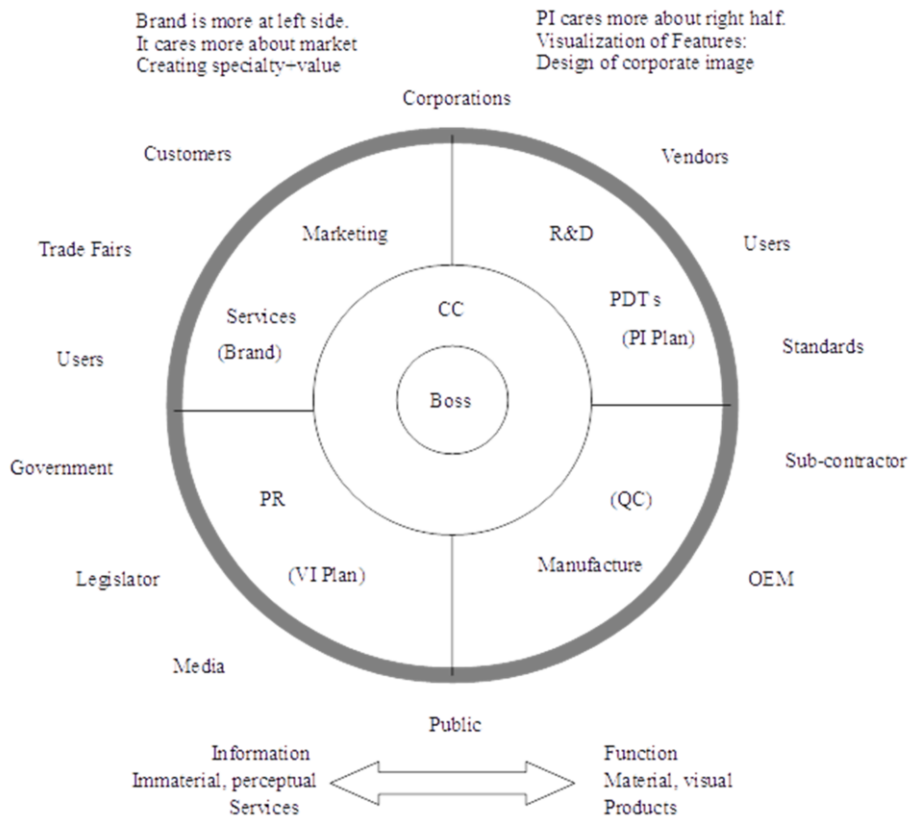 Brand is more at left side.
It cares more about market
Creating specialty+value
PI cares more about right half.
Visualization of Features:
Design of corporate image
Corporations
Customers
Vendors
Marketing
R&D
Trade Fairs
Users
PDTs
CC
Services
(Brand)
(PI Plan)
Users
Standards
Boss
Government
Sub-contractor
PR
(QC)
Manufacture
(VI Plan)
Legislator
OEM
Media
Public
Information
Immaterial, perceptual
Services
Function
Material, visual
Products